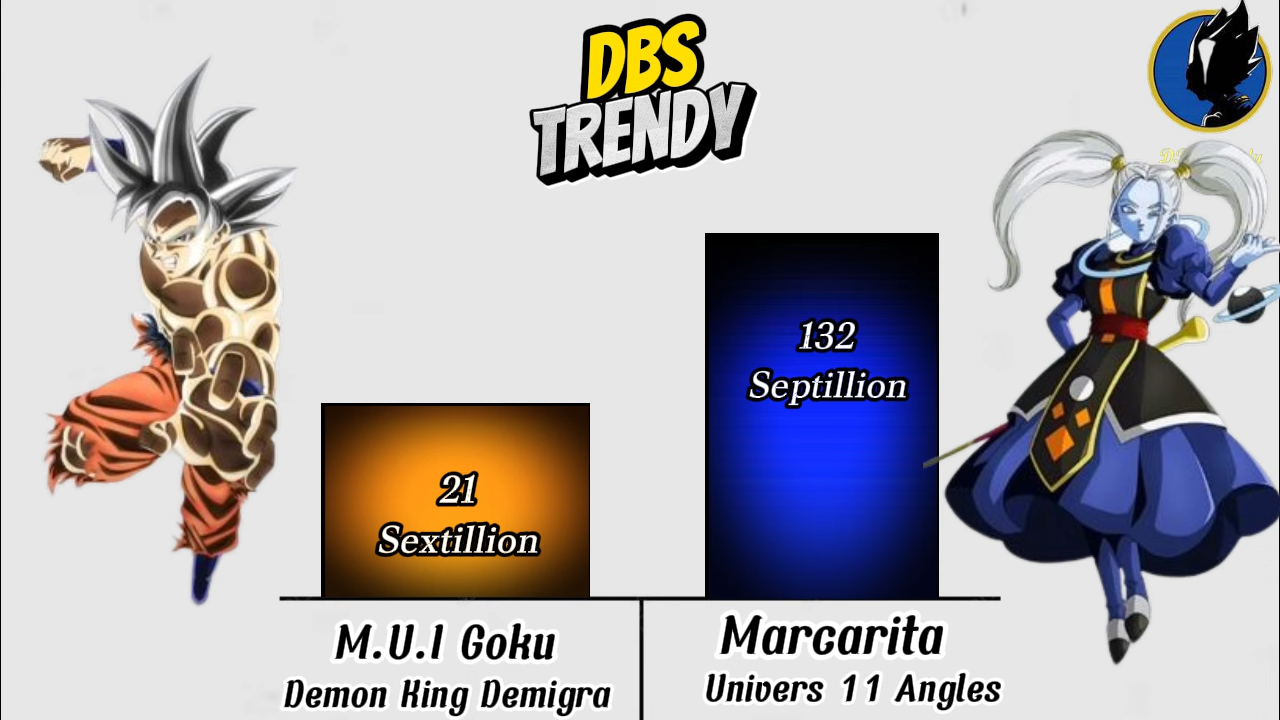 DBS
TRENDY
132
Septillion
21
Sextillion
M.U.I Goku
Demon King Demigra
Marcarita
Univers 11 Angles